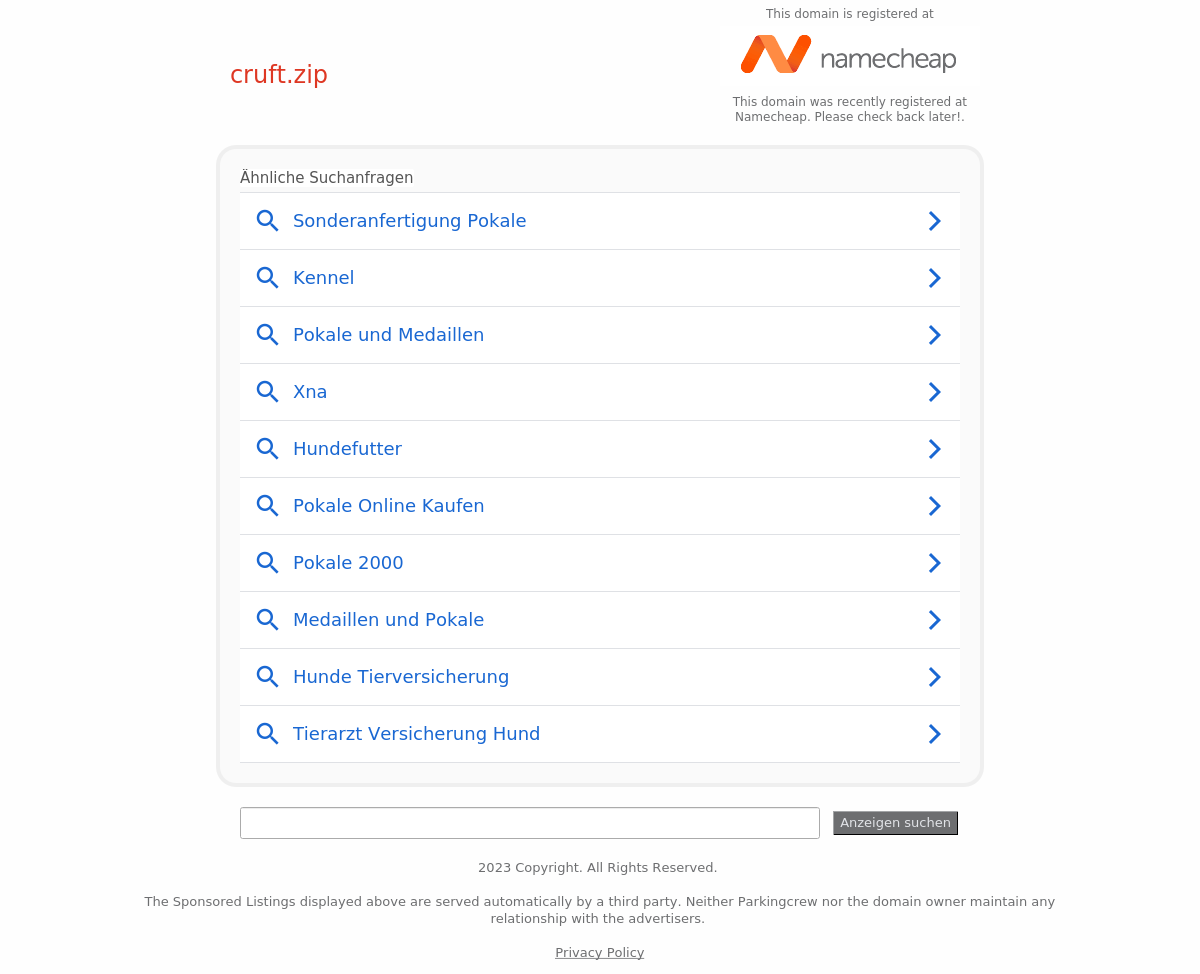 This domain is registered at
namecheap
cruft.zip
This domain was recently registered at
Namecheap. Please check back later!.
Ähnliche Suchanfragen
Sonderanfertigung Pokale
Kennel
Pokale und Medaillen
Xna
Hundefutter
Pokale Online Kaufen
Pokale 2000
Medaillen und Pokale
Hunde Tierversicherung
Tierarzt Versicherung Hund
Anzeigen suchen
2023 Copyright. All Rights Reserved.
The Sponsored Listings displayed above are served automatically by a third party. Neither Parkingcrew nor the domain owner maintain any
relationship with the advertisers.
Privacy Policy